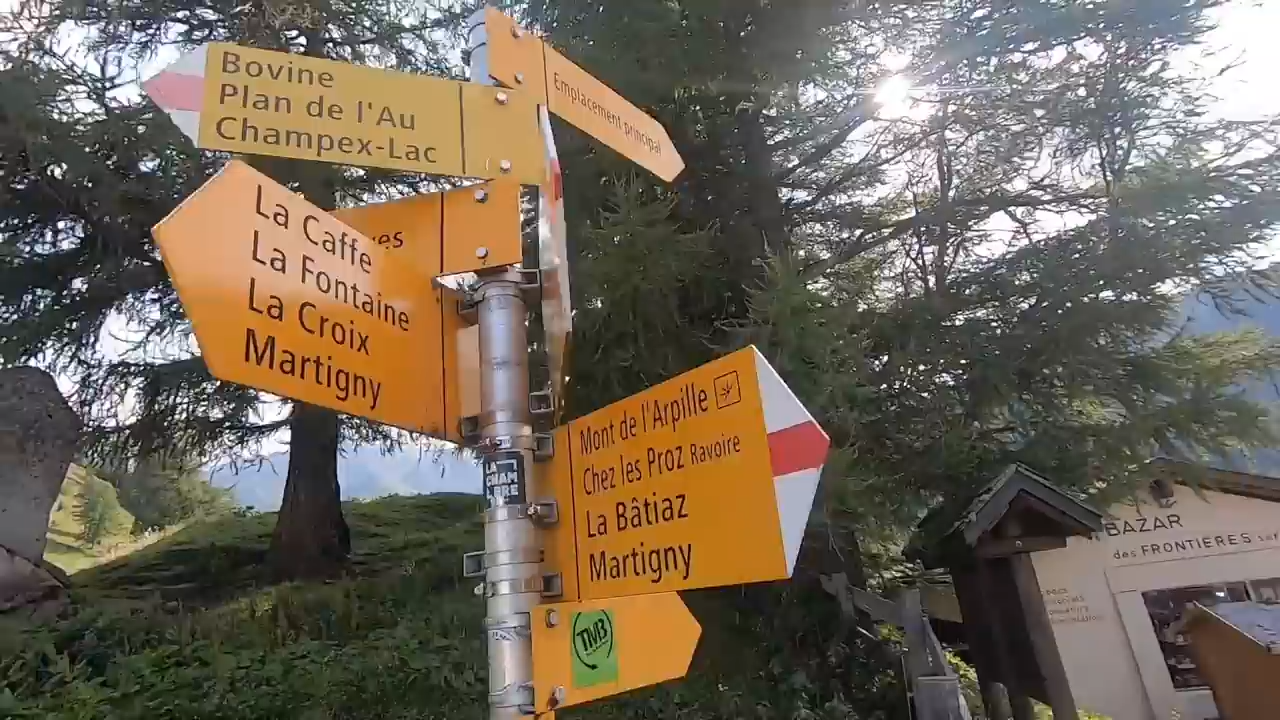 Bovine
Plan de l'Au
Champex-Lac
Emplacement principal
La Caffe
La Fontaine
La Croix
Martigny
Mont de l'Arpille
Chez les Proz Ravoire
La Bâtiaz
Martigny
TMB
BAZAR
des FRONTIERES